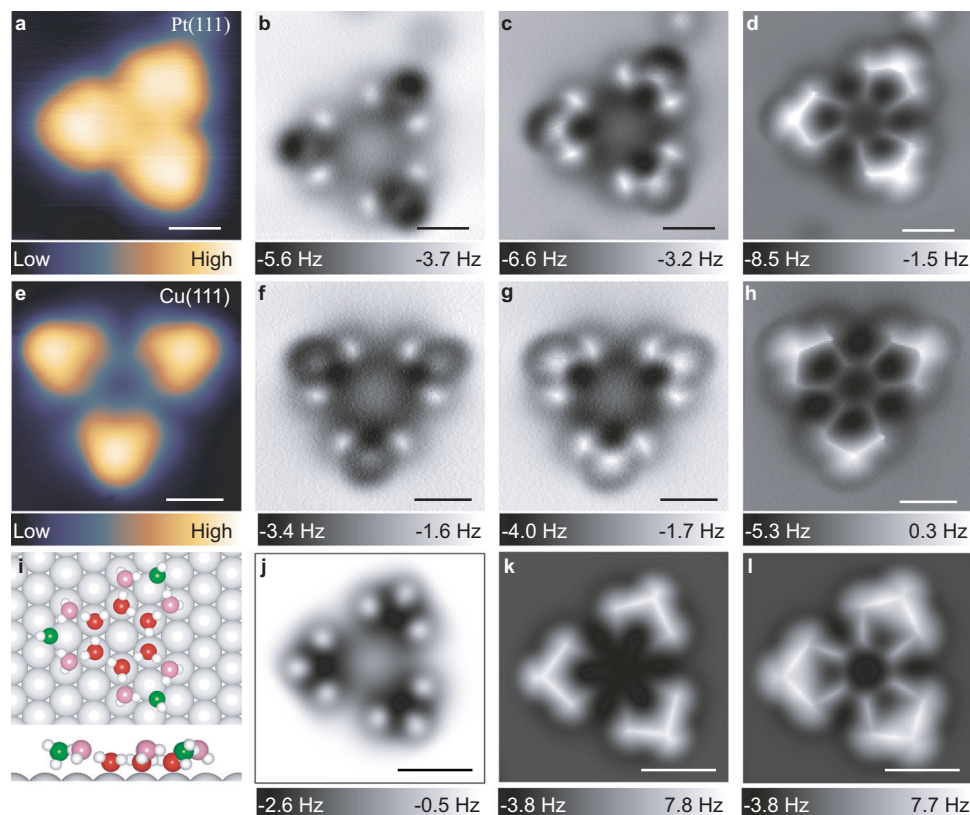 a Pt(111) b c d
-5.6 Hz -3.7 Hz -6.6 Hz -3.2 Hz -8.5 Hz -1.5 Hz
Low High
e Cu(111) f g h
Low High -3.4 Hz -1.6 Hz -4.0 Hz -1.7 Hz -5.3 Hz 0.3 Hz
i j k l
-2.6 Hz -0.5 Hz -3.8 Hz 7.8 Hz -3.8 Hz 7.7 Hz